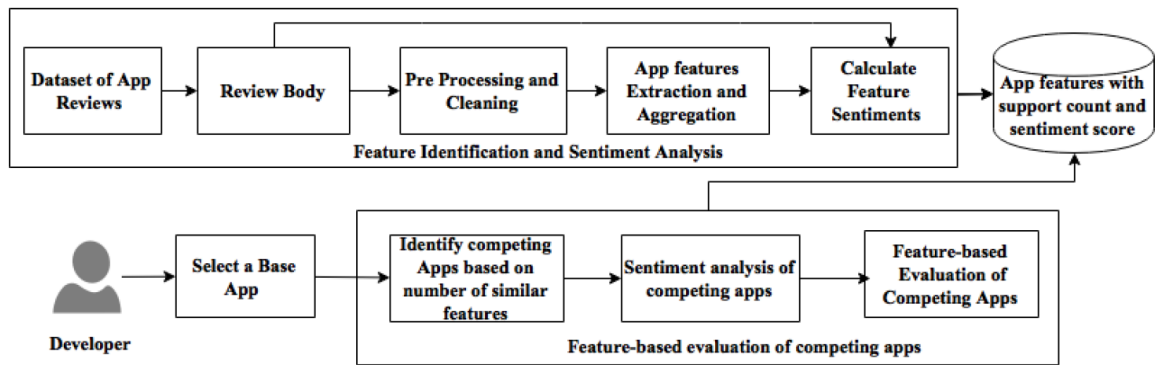 Dataset of App
Reviews
Review Body
Pre Processing and
Cleaning
App features
Extraction and
Aggregation
Calculate
Feature
Sentiments
Feature Identification and Sentiment Analysis
App features with
support count and
sentiment score
Developer
Select a Base
App
Identify competing
Apps based on
number of similar
features
Sentiment analysis of
competing apps
Feature-based
Evaluation of
Competing Apps
Feature-based evaluation of competing apps